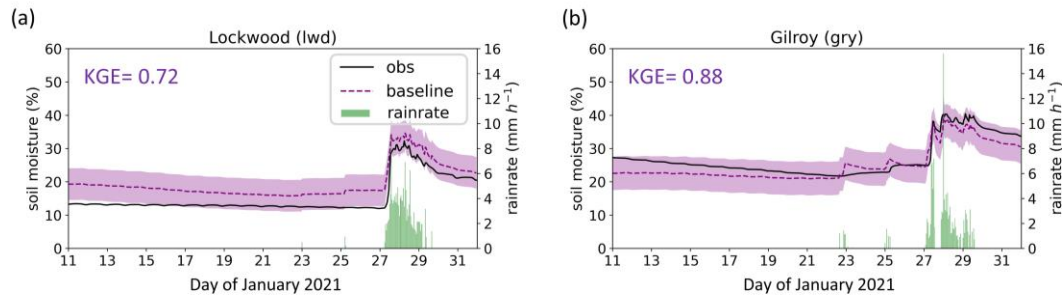 (a)
Lockwood (lwd)
KGE= 0.72
obs
baseline
rainrate
soil moisture (%)
60
50
40
30
20
10
0
rainrate (mm h⁻¹)
16
14
12
10
8
6
4
2
0
11 13 15 17 19 21 23 25 27 29 31
Day of January 2021
(b)
Gilroy (gry)
KGE= 0.88
soil moisture (%)
60
50
40
30
20
10
0
rainrate (mm h⁻¹)
16
14
12
10
8
6
4
2
0
11 13 15 17 19 21 23 25 27 29 31
Day of January 2021